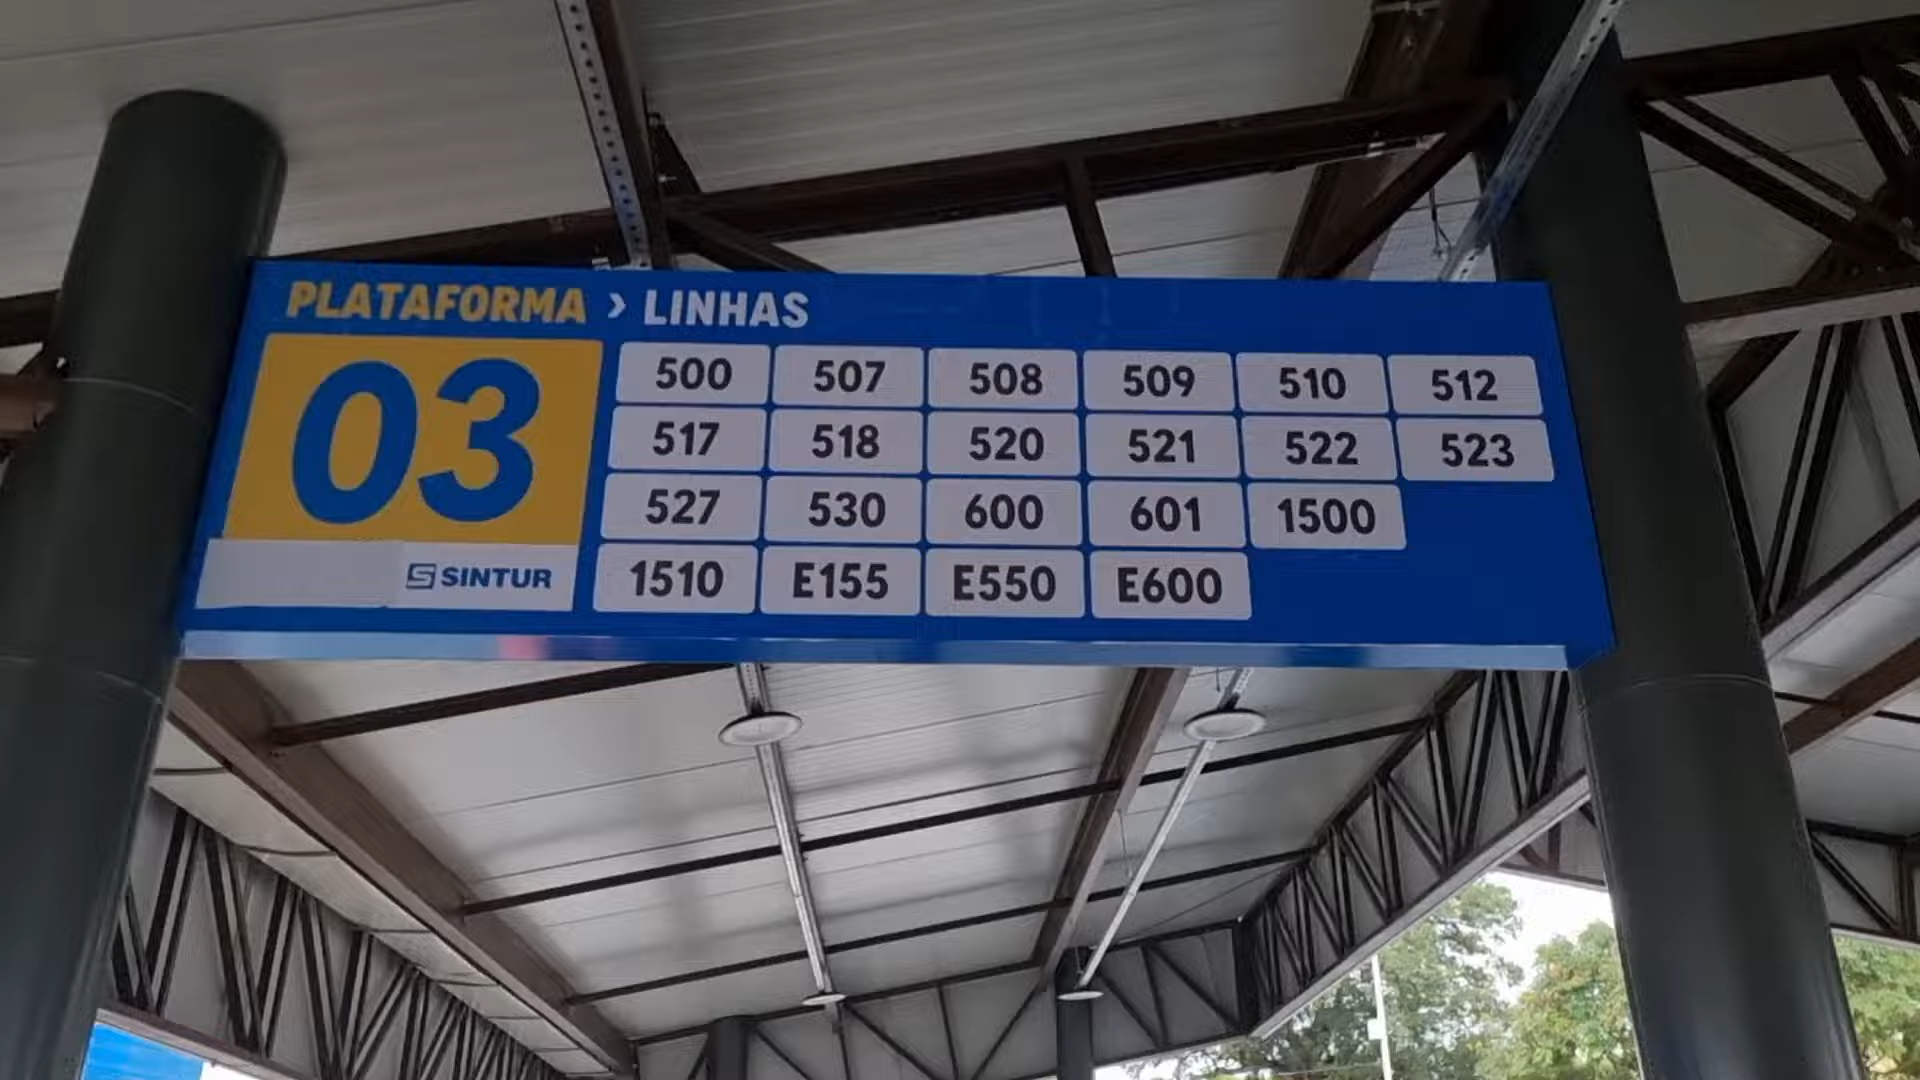 PLATAFORMA › LINHAS
03
500 507 508 509 510 512
517 518 520 521 522 523
527 530 600 601 1500
1510 E155 E550 E600
SINTUR